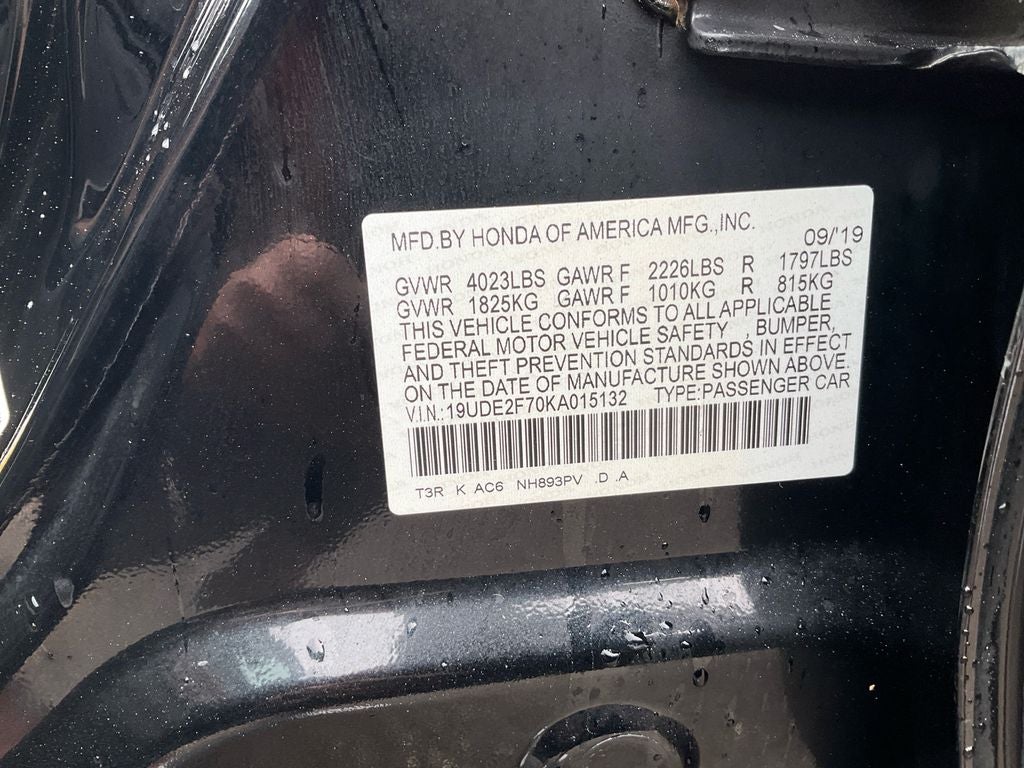 MFD.BY HONDA OF AMERICA MFG.,INC. 09/'19
GVWR 4023LBS GAWR F 2226LBS R 1797LBS
GVWR 1825KG GAWR F 1010KG R 815KG
THIS VEHICLE CONFORMS TO ALL APPLICABLE
FEDERAL MOTOR VEHICLE SAFETY , BUMPER,
AND THEFT PREVENTION STANDARDS IN EFFECT
ON THE DATE OF MANUFACTURE SHOWN ABOVE.
V.I.N.:19UDE2F70KA015132 TYPE:PASSENGER CAR
T3R K AC6 NH893PV .D .A